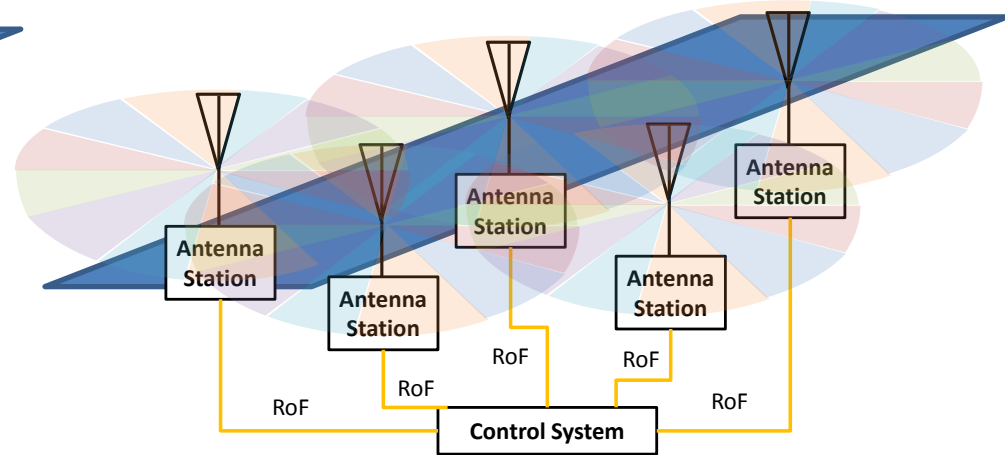 Antenna
Station
Antenna
Station
Antenna
Station
Antenna
Station
Antenna
Station
RoF
RoF
RoF
RoF
RoF
Control System